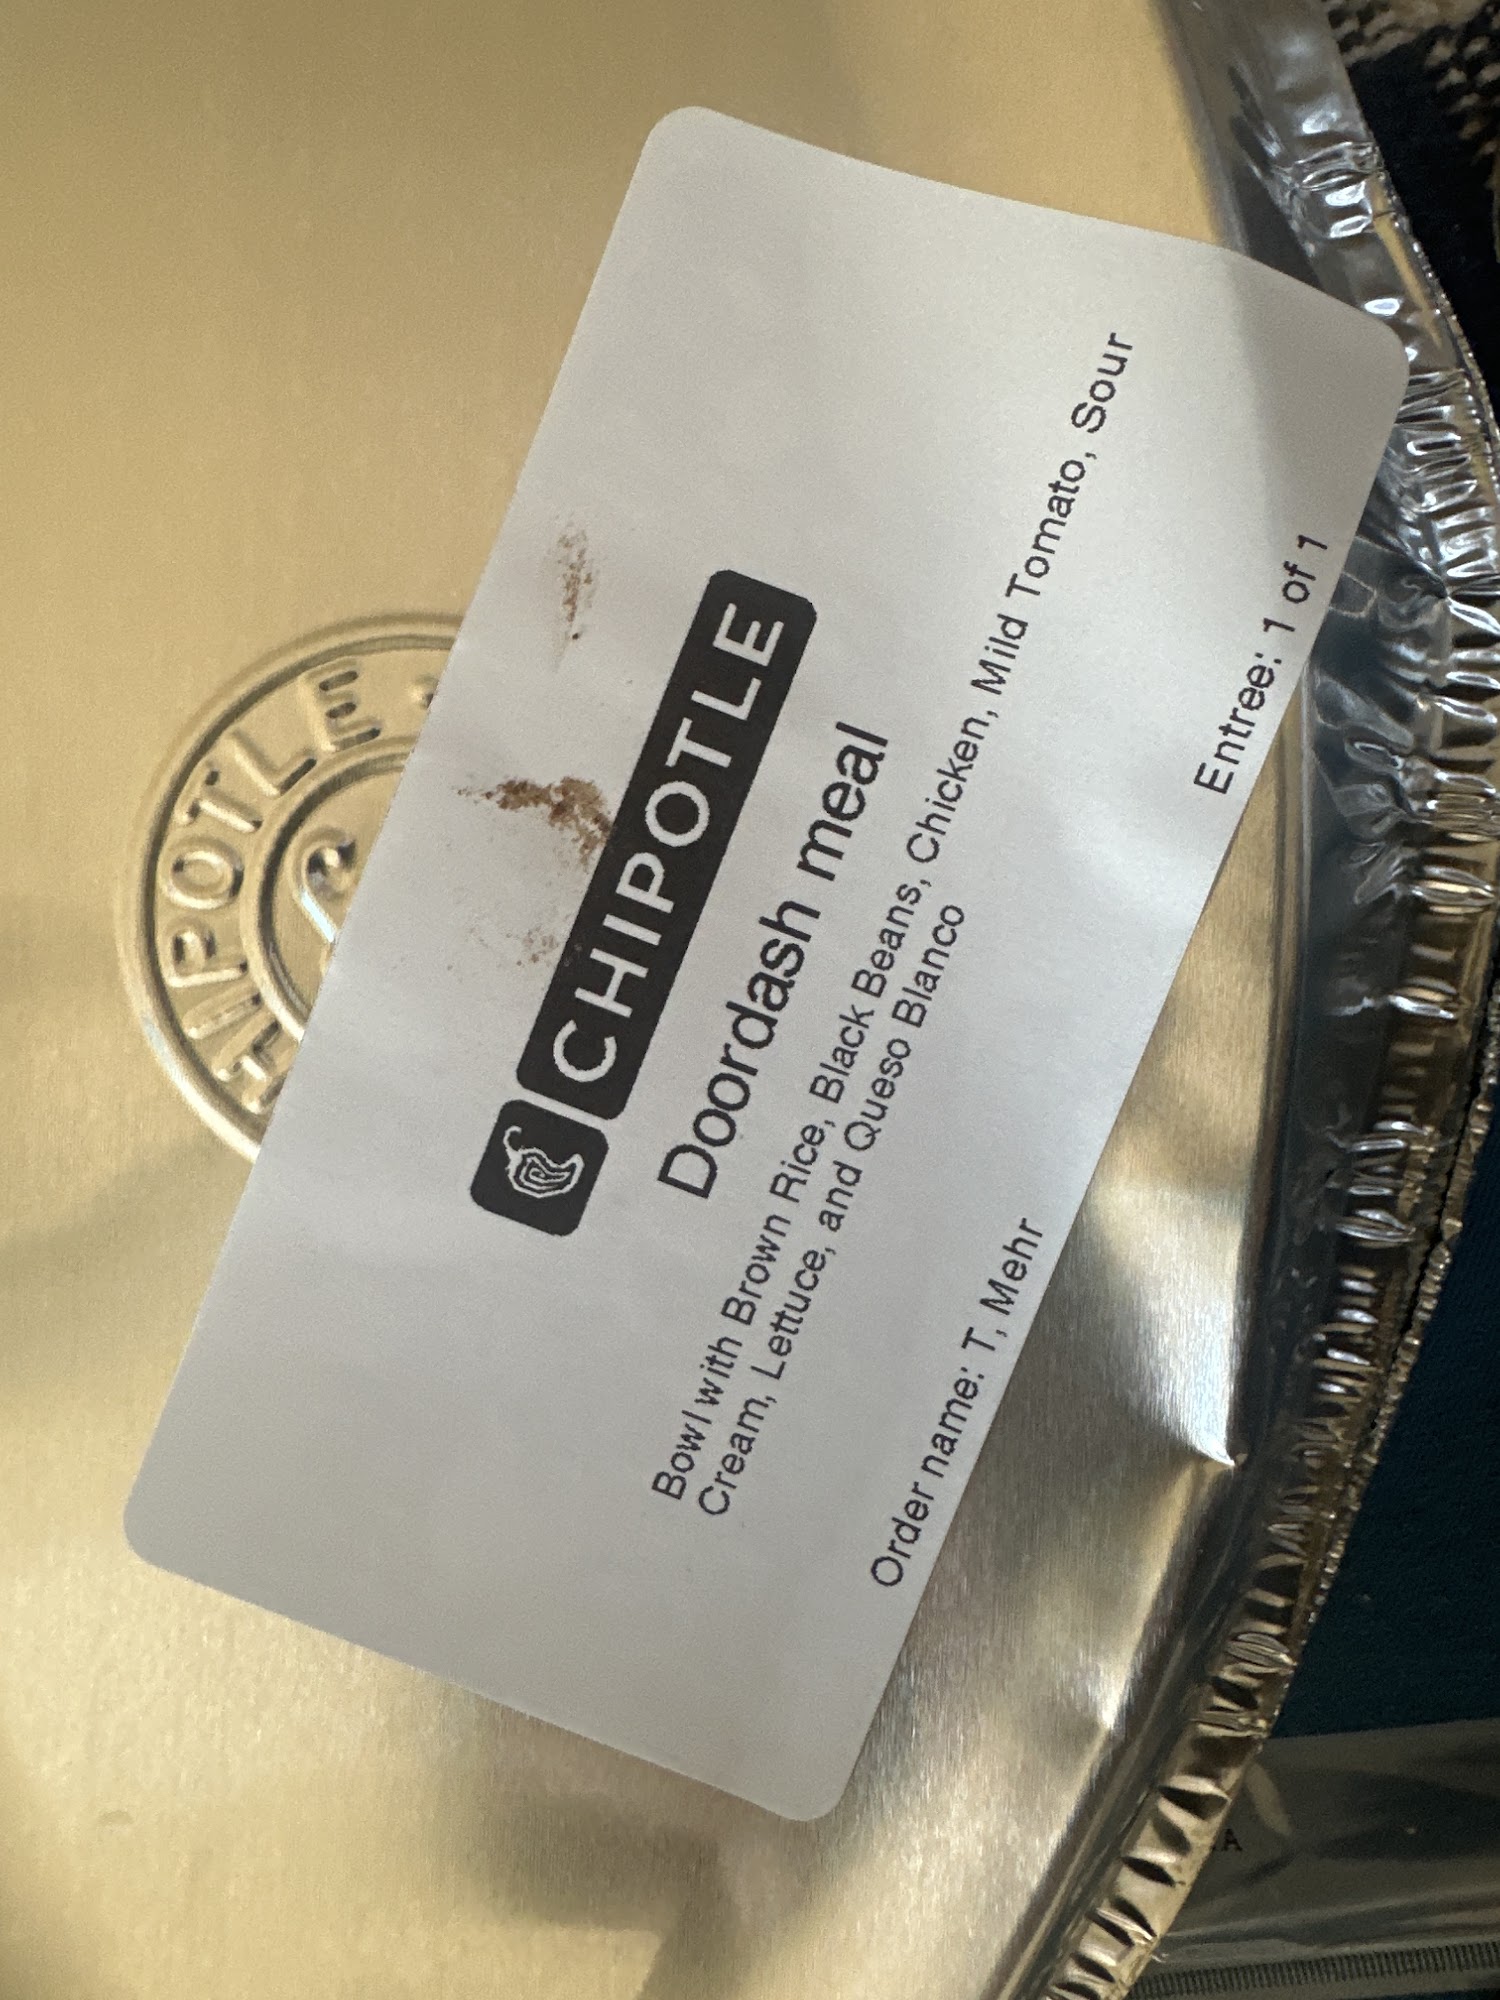 CHIPOTLE
CHIPOTLE
Doordash meal
Bowl with Brown Rice, Black Beans, Chicken, Mild Tomato, Sour
Cream, Lettuce, and Queso Blanco
Order name: T, Mehr
Entree: 1 of 1